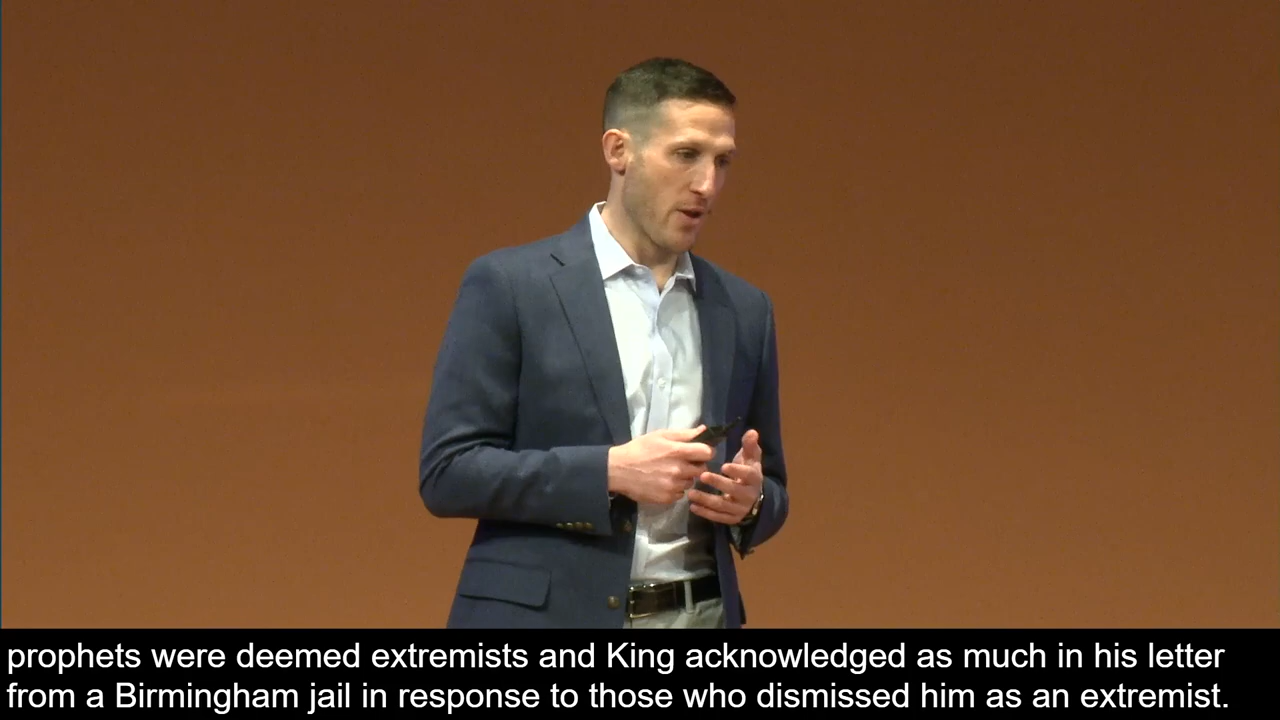 prophets were deemed extremists and King acknowledged as much in his letter
from a Birmingham jail in response to those who dismissed him as an extremist.